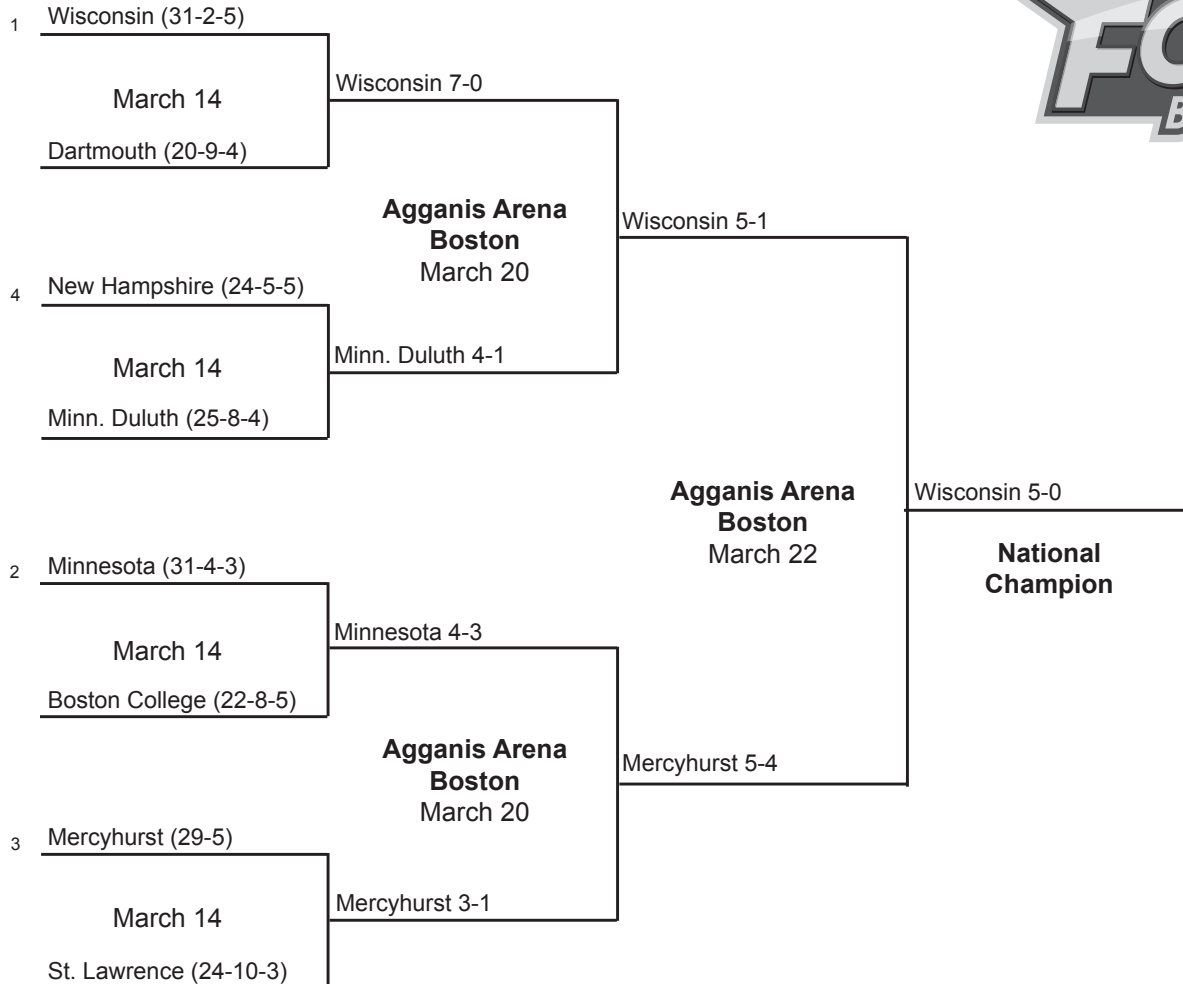 1
Wisconsin (31-2-5)
March 14
Dartmouth (20-9-4)
Wisconsin 7-0
Agganis Arena
Boston
March 20
4
New Hampshire (24-5-5)
March 14
Minn. Duluth (25-8-4)
Minn. Duluth 4-1
Wisconsin 5-1
2
Minnesota (31-4-3)
March 14
Boston College (22-8-5)
Minnesota 4-3
Agganis Arena
Boston
March 20
3
Mercyhurst (29-5)
March 14
St. Lawrence (24-10-3)
Mercyhurst 3-1
Mercyhurst 5-4
Agganis Arena
Boston
March 22
Wisconsin 5-0
National
Champion